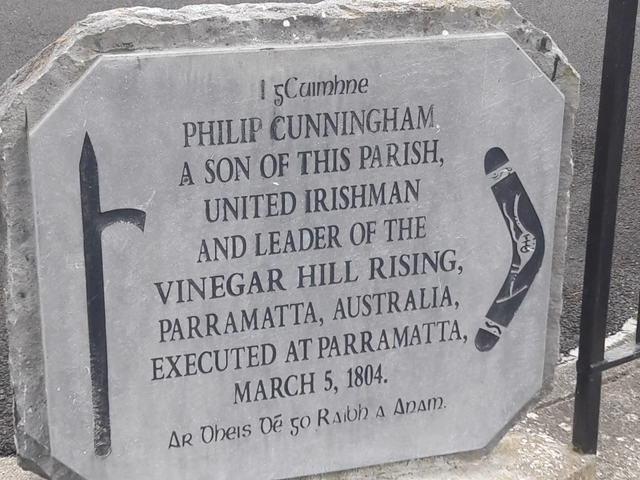 I gCuimhne
PHILIP CUNNINGHAM
A SON OF THIS PARISH,
UNITED IRISHMAN
AND LEADER OF THE
VINEGAR HILL RISING,
PARRAMATTA, AUSTRALIA,
EXECUTED AT PARRAMATTA,
MARCH 5, 1804.
Ar Dheis Dé go Raibh a Anam.